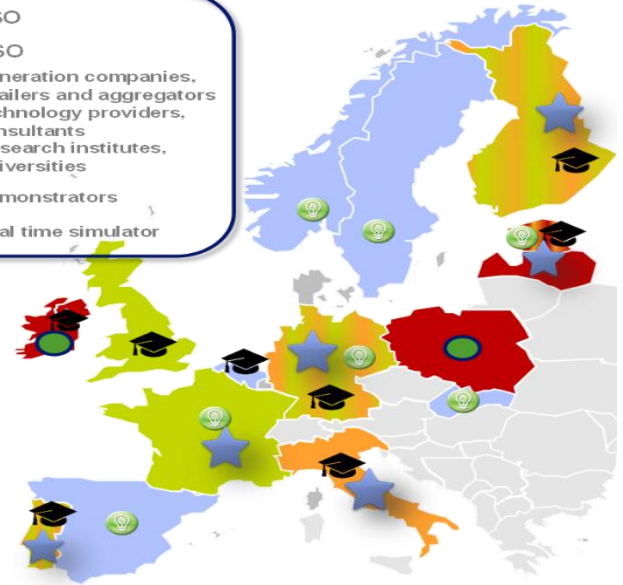 SO
SO
neration companies,
ailers and aggregators
chnology providers,
nsultants
search institutes,
iversities
monstrators
al time simulator